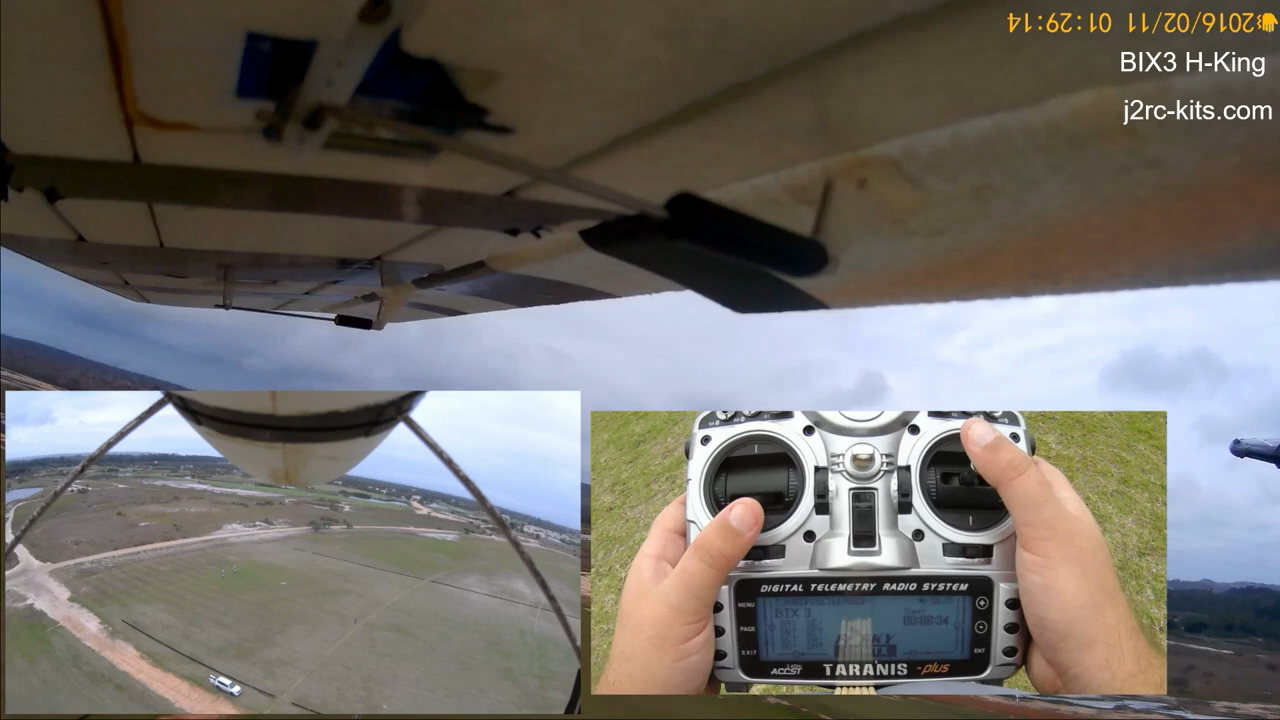 2016/02/11 01:29:14
BIX3 H-King
j2rc-kits.com
DIGITAL TELEMETRY RADIO SYSTEM
MENU
PAGE
EXIT
BIX 3
00:08:34
ENT
ACCST
TARANIS -plus